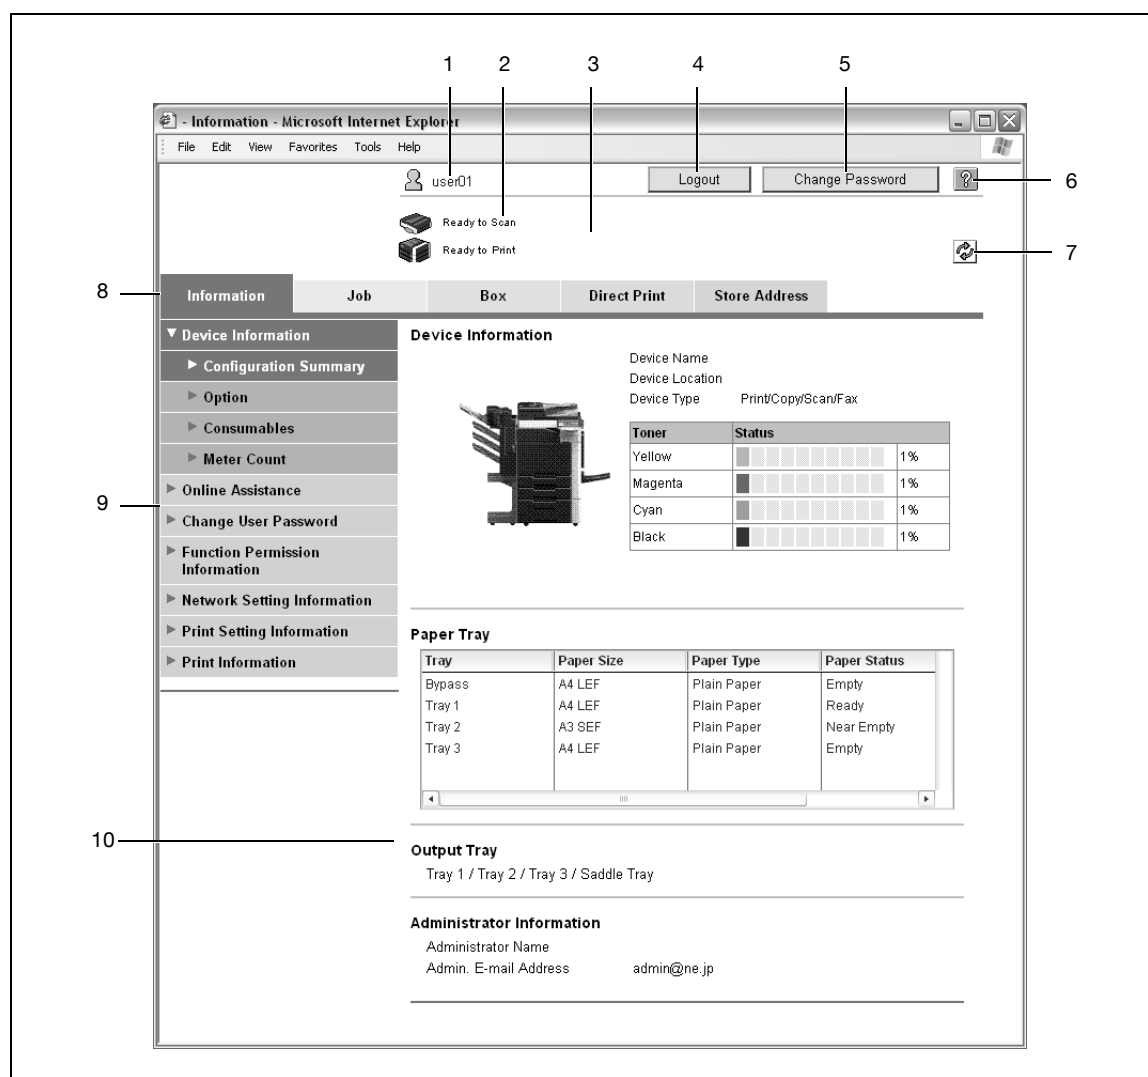 1 2 3 4 5
- Information - Microsoft Internet Explorer
File Edit View Favorites Tools Help
user01 Logout Change Password ? 6
Ready to Scan
Ready to Print 7
8 Information Job Box Direct Print Store Address
Device Information
Configuration Summary
Option
Consumables
Meter Count
9 Online Assistance
Change User Password
Function Permission
Information
Network Setting Information
Print Setting Information
Print Information
Device Information
Device Name
Device Location
Device Type Print/Copy/Scan/Fax
Toner Status
Yellow 1%
Magenta 1%
Cyan 1%
Black 1%
Paper Tray
Tray Paper Size Paper Type Paper Status
Bypass A4 LEF Plain Paper Empty
Tray 1 A4 LEF Plain Paper Ready
Tray 2 A3 SEF Plain Paper Near Empty
Tray 3 A4 LEF Plain Paper Empty
10
Output Tray
Tray 1 / Tray 2 / Tray 3 / Saddle Tray
Administrator Information
Administrator Name
Admin. E-mail Address admin@ne.jp